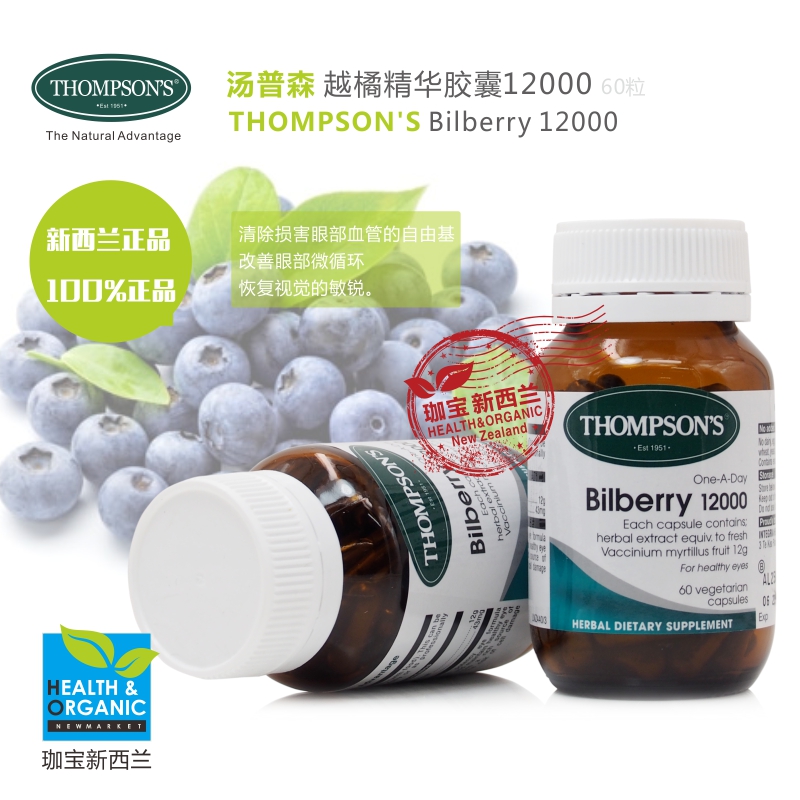 THOMPSON'S®
•Est 1951•
The Natural Advantage
汤普森 越橘精华胶囊12000 60粒
THOMPSON'S Bilberry 12000
新西兰正品
100%正品
清除损害眼部血管的自由基
改善眼部微循环
恢复视觉的敏锐。
珈宝新西兰
HEALTH&ORGANIC
New Zealand
THOMPSON'S
• Est 1951 •
One-A-Day
Bilberry 12000
Each capsule contains:
herbal extract equiv. to fresh
Vaccinium myrtillus fruit 12g
For healthy eyes
60 vegetarian
capsules
HERBAL DIETARY SUPPLEMENT
THOMPSON'S
Bilberry
Each
herbal
Vaccinium
12g
43mg
HEALTH &
ORGANIC
NEWMARKET
珈宝新西兰